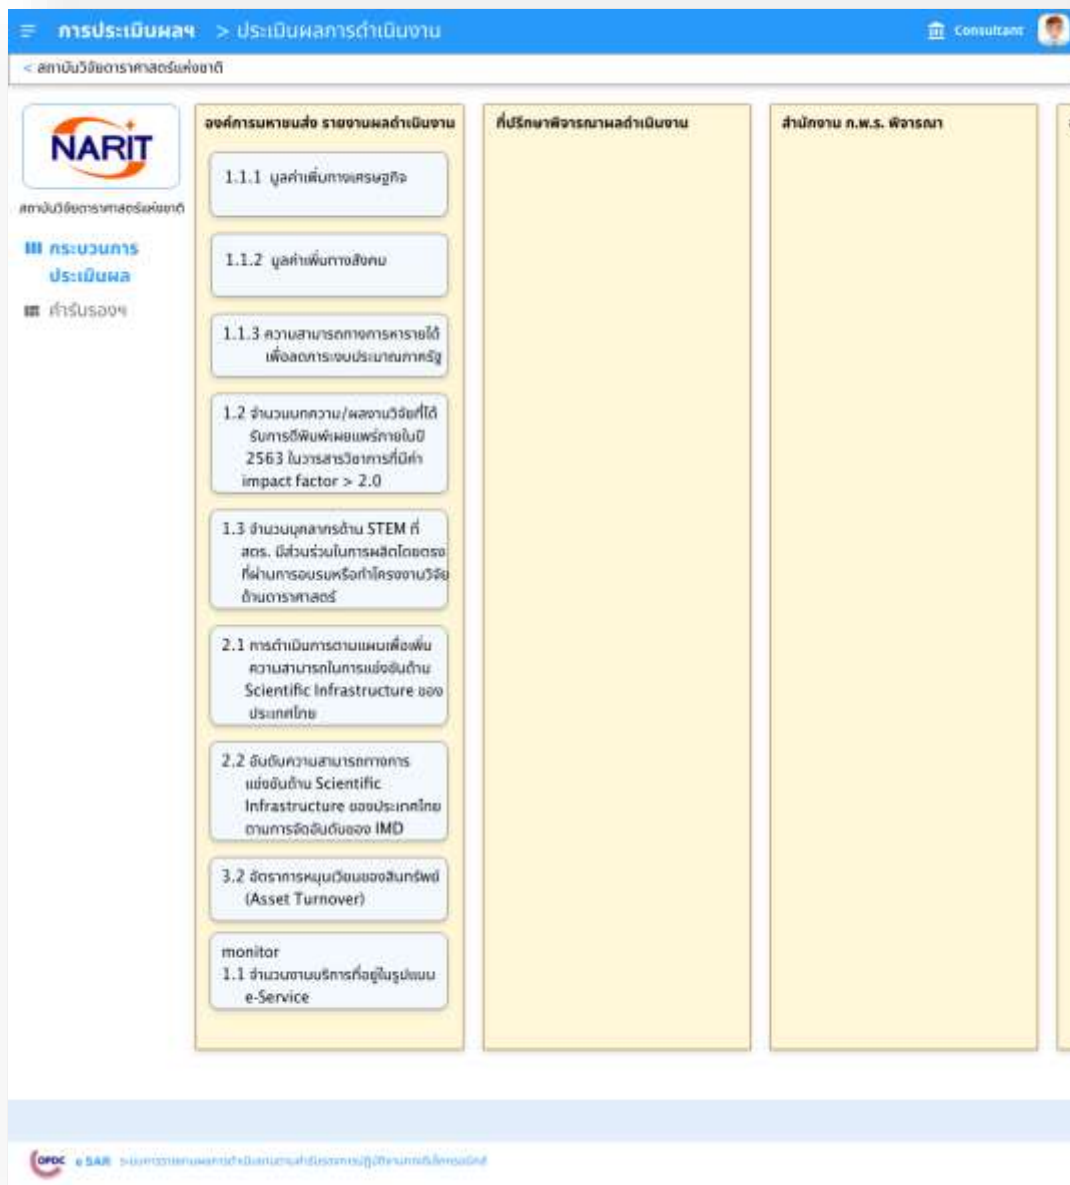 การประเมินผลฯ > ประเมินผลการดำเนินงาน
Consultant
< สถาบันวิจัยดาราศาสตร์แห่งชาติ
NARIT
สถาบันวิจัยดาราศาสตร์แห่งชาติ
กระบวนการ
ประเมินผล
คำรับรองฯ
องค์การมหาชนส่ง รายงานผลดำเนินงาน
1.1.1 มูลค่าเพิ่มทางเศรษฐกิจ
1.1.2 มูลค่าเพิ่มทางสังคม
1.1.3 ความสามารถทางการหารายได้
เพื่อลดภาระงบประมาณภาครัฐ
1.2 จำนวนบทความ/ผลงานวิจัยที่ได้
รับการตีพิมพ์เผยแพร่ภายในปี
2563 ในวารสารวิชาการที่มีค่า
impact factor > 2.0
1.3 จำนวนบุคลากรด้าน STEM ที่
สดร. มีส่วนร่วมในการผลิตโดยตรง
ที่ผ่านการอบรมหรือทำโครงงานวิจัย
ด้านดาราศาสตร์
2.1 การดำเนินการตามแผนเพื่อเพิ่ม
ความสามารถในการแข่งขันด้าน
Scientific Infrastructure ของ
ประเทศไทย
2.2 อันดับความสามารถทางการ
แข่งขันด้าน Scientific
Infrastructure ของประเทศไทย
ตามการจัดอันดับของ IMD
3.2 อัตราการหมุนเวียนของสินทรัพย์
(Asset Turnover)
monitor
1.1 จำนวนงานบริการที่อยู่ในรูปแบบ
e-Service
ที่ปรึกษาพิจารณาผลดำเนินงาน
สำนักงาน ก.พ.ร. พิจารณา
OPDC e SAR